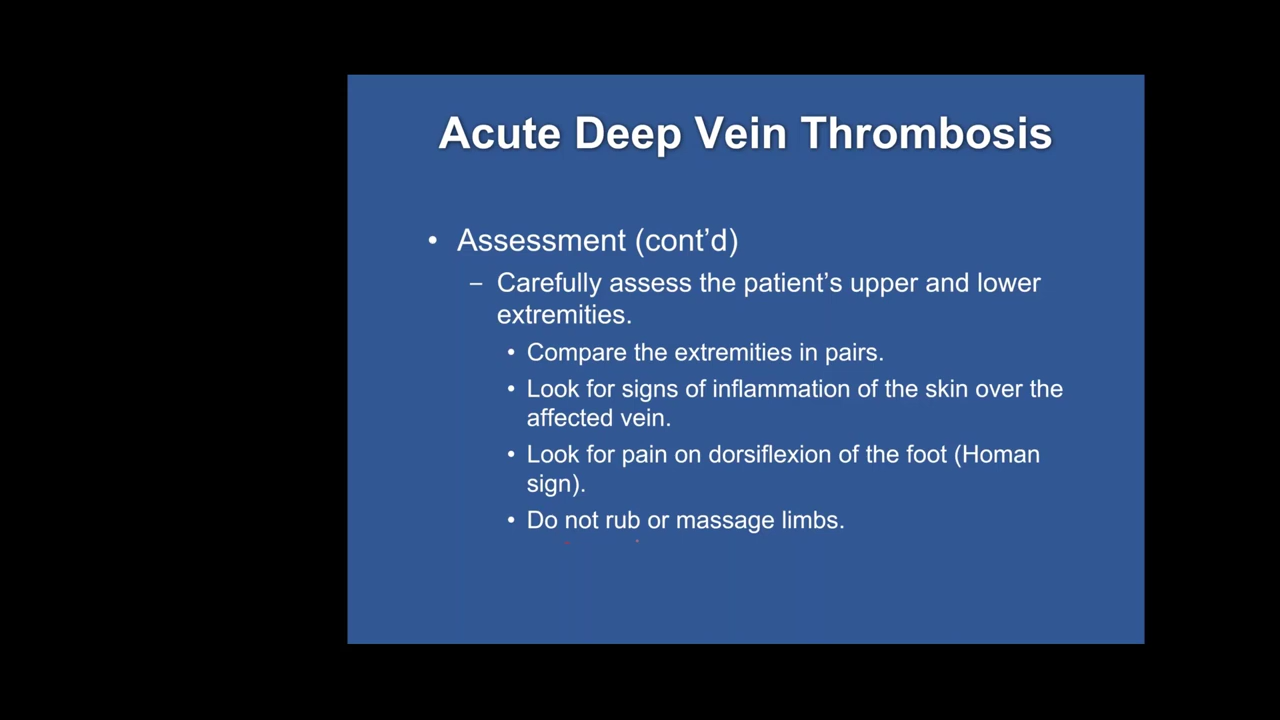 Acute Deep Vein Thrombosis
• Assessment (cont’d)
– Carefully assess the patient’s upper and lower
extremities.
• Compare the extremities in pairs.
• Look for signs of inflammation of the skin over the
affected vein.
• Look for pain on dorsiflexion of the foot (Homan
sign).
• Do not rub or massage limbs.